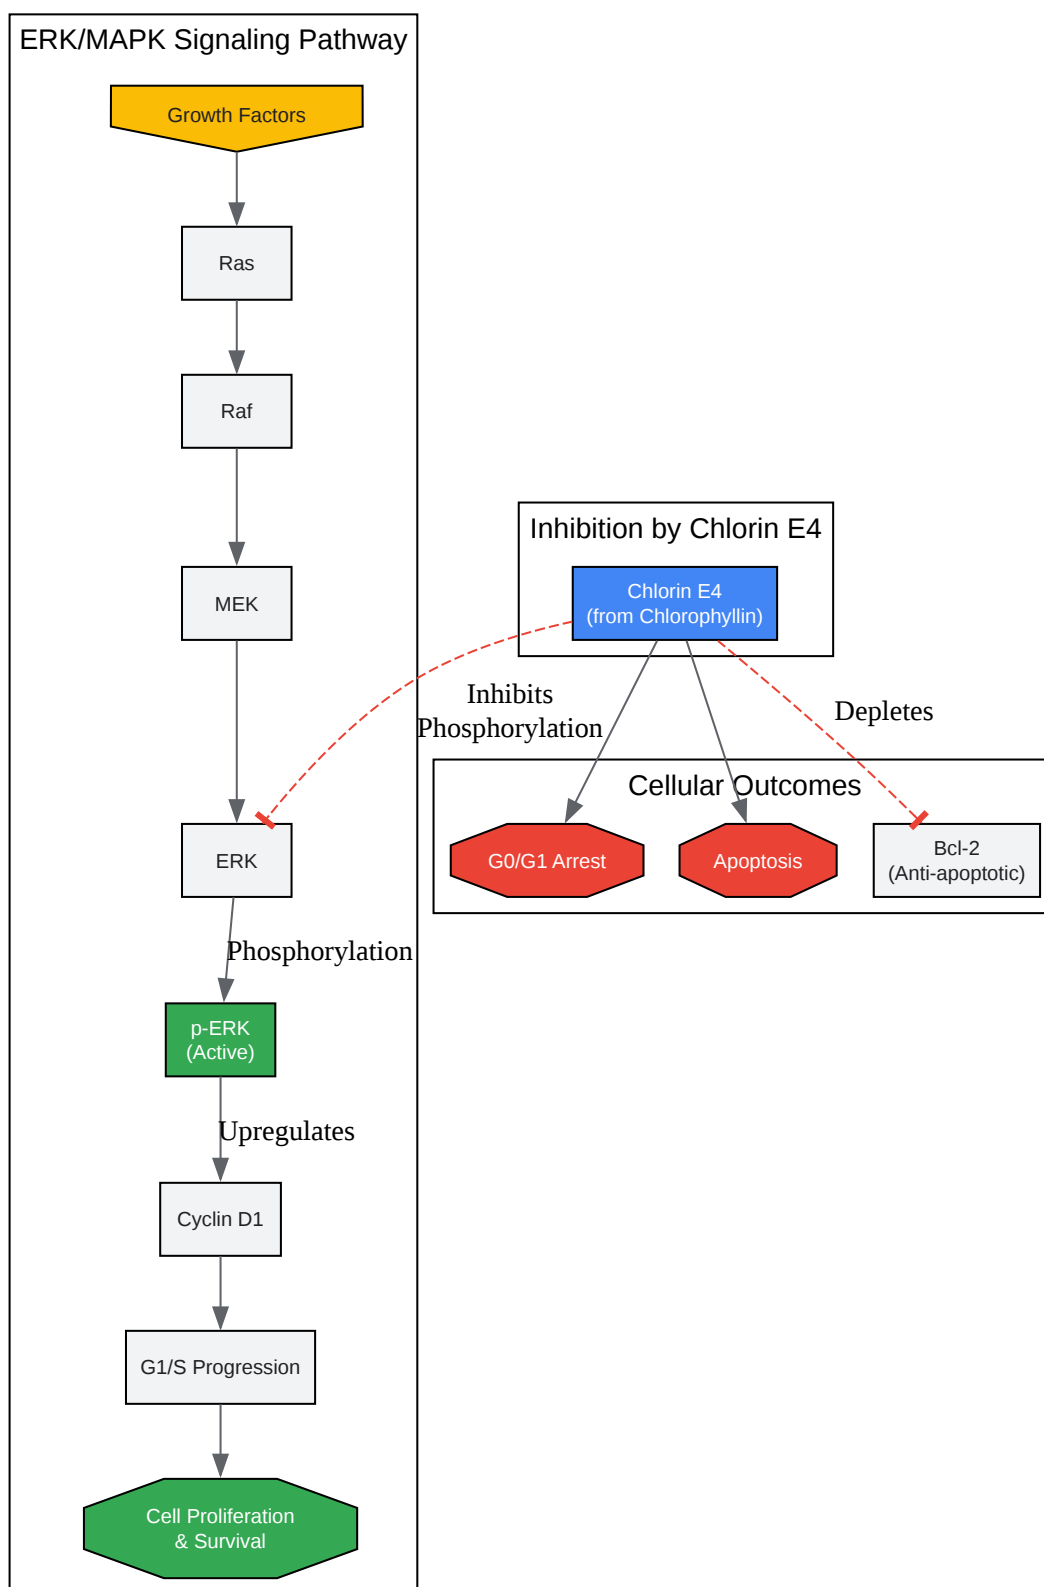 ERK/MAPK Signaling Pathway
Growth Factors
Ras
Raf
MEK
ERK
Phosphorylation
p-ERK
(Active)
Upregulates
Cyclin D1
G1/S Progression
Cell Proliferation
& Survival
Inhibition by Chlorin E4
Chlorin E4
(from Chlorophyllin)
Inhibits
Phosphorylation
Depletes
Cellular Outcomes
G0/G1 Arrest
Apoptosis
Bcl-2
(Anti-apoptotic)